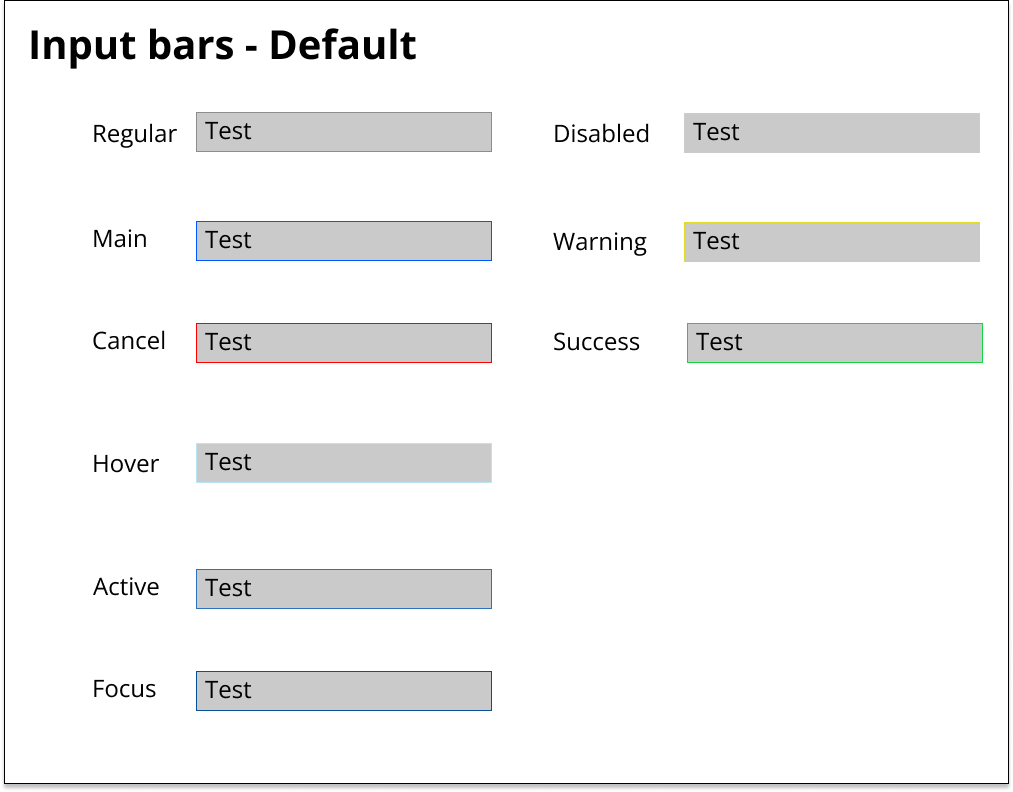 Input bars - Default
Regular Test
Disabled Test
Main Test
Warning Test
Cancel Test
Success Test
Hover Test
Active Test
Focus Test